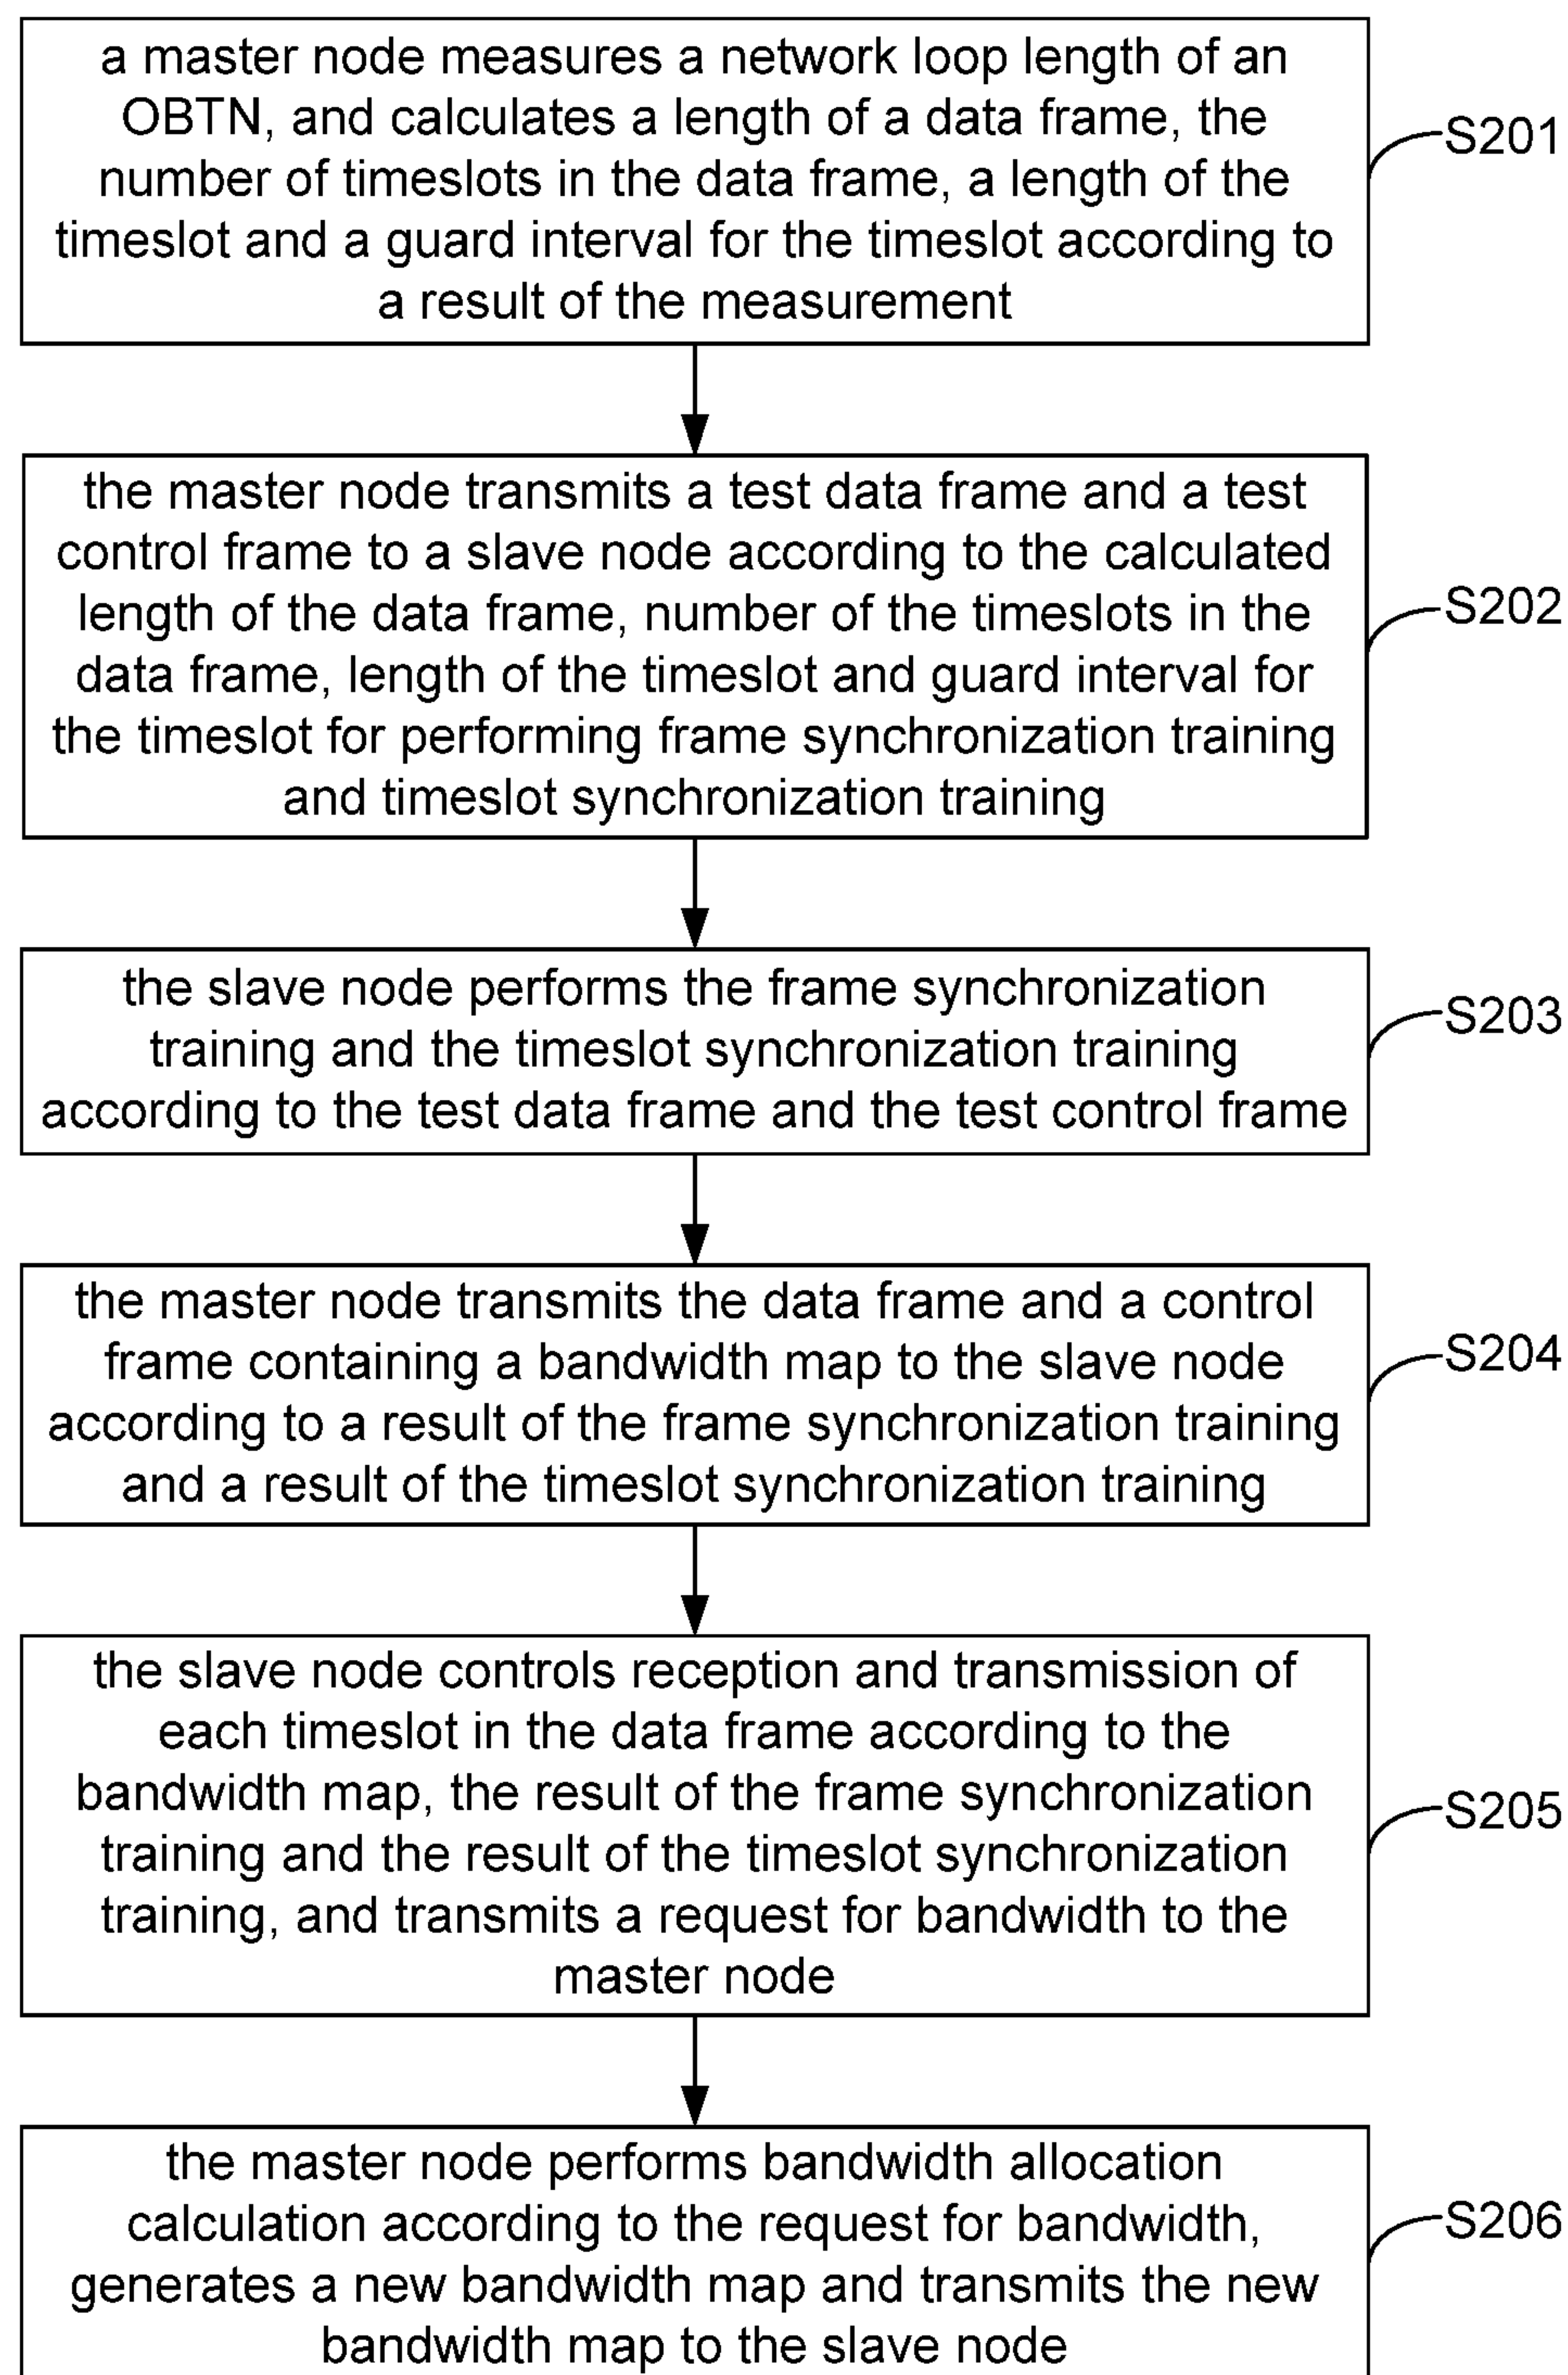 a master node measures a network loop length of an
OBTN, and calculates a length of a data frame, the
number of timeslots in the data frame, a length of the
timeslot and a guard interval for the timeslot according to
a result of the measurement
S201
the master node transmits a test data frame and a test
control frame to a slave node according to the calculated
length of the data frame, number of the timeslots in the
data frame, length of the timeslot and guard interval for
the timeslot for performing frame synchronization training
and timeslot synchronization training
S202
the slave node performs the frame synchronization
training and the timeslot synchronization training
according to the test data frame and the test control frame
S203
the master node transmits the data frame and a control
frame containing a bandwidth map to the slave node
according to a result of the frame synchronization training
and a result of the timeslot synchronization training
S204
the slave node controls reception and transmission of
each timeslot in the data frame according to the
bandwidth map, the result of the frame synchronization
training and the result of the timeslot synchronization
training, and transmits a request for bandwidth to the
master node
S205
the master node performs bandwidth allocation
calculation according to the request for bandwidth,
generates a new bandwidth map and transmits the new
bandwidth map to the slave node
S206